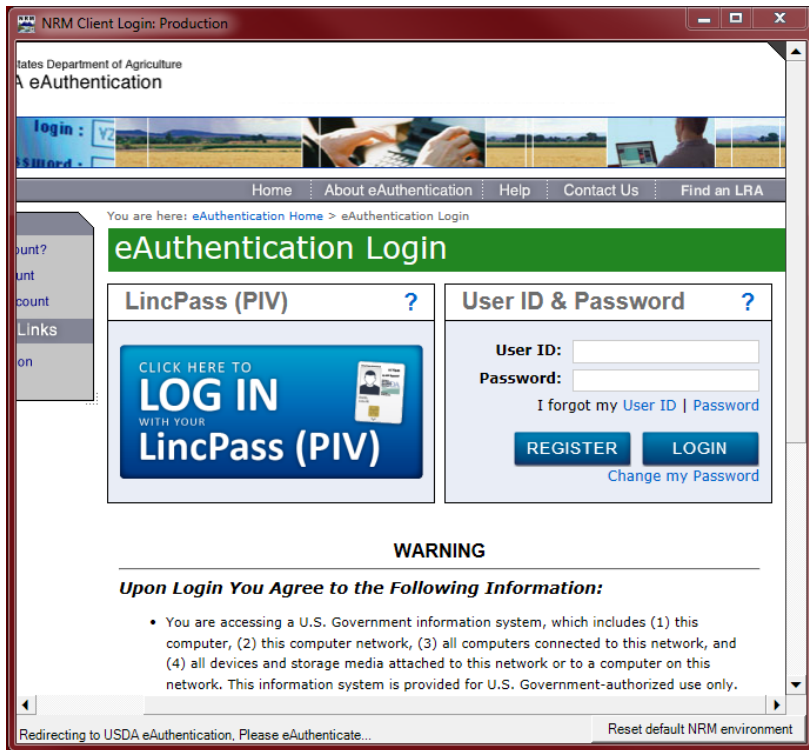 NRM Client Login: Production
tates Department of Agriculture
A eAuthentication
login :
Home About eAuthentication Help Contact Us Find an LRA
You are here: eAuthentication Home > eAuthentication Login
ount?
unt
count
Links
on
eAuthentication Login
LincPass (PIV) ?
CLICK HERE TO
LOG IN
WITH YOUR
LincPass (PIV)
User ID & Password ?
User ID:
Password:
I forgot my User ID | Password
REGISTER LOGIN
Change my Password
WARNING
Upon Login You Agree to the Following Information:
• You are accessing a U.S. Government information system, which includes (1) this
computer, (2) this computer network, (3) all computers connected to this network, and
(4) all devices and storage media attached to this network or to a computer on this
network. This information system is provided for U.S. Government-authorized use only.
Redirecting to USDA eAuthentication, Please eAuthenticate...
Reset default NRM environment